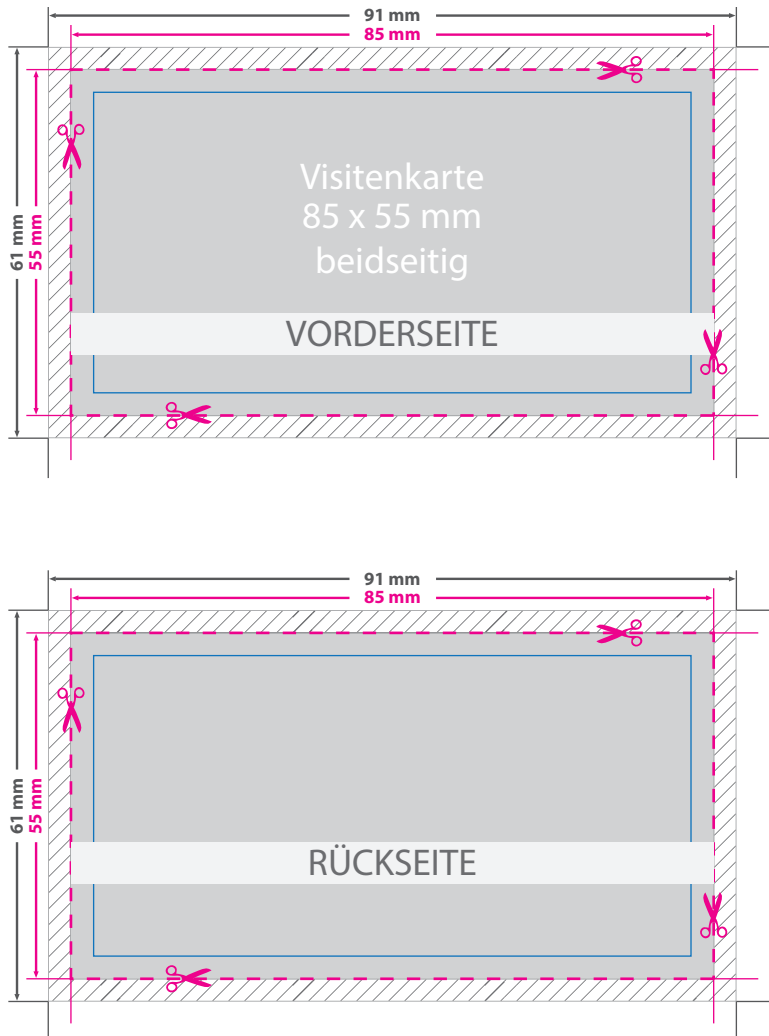 91 mm
85 mm
61 mm
55 mm
Visitenkarte
85 x 55 mm
beidseitig
VORDERSEITE
91 mm
85 mm
61 mm
55 mm
RÜCKSEITE